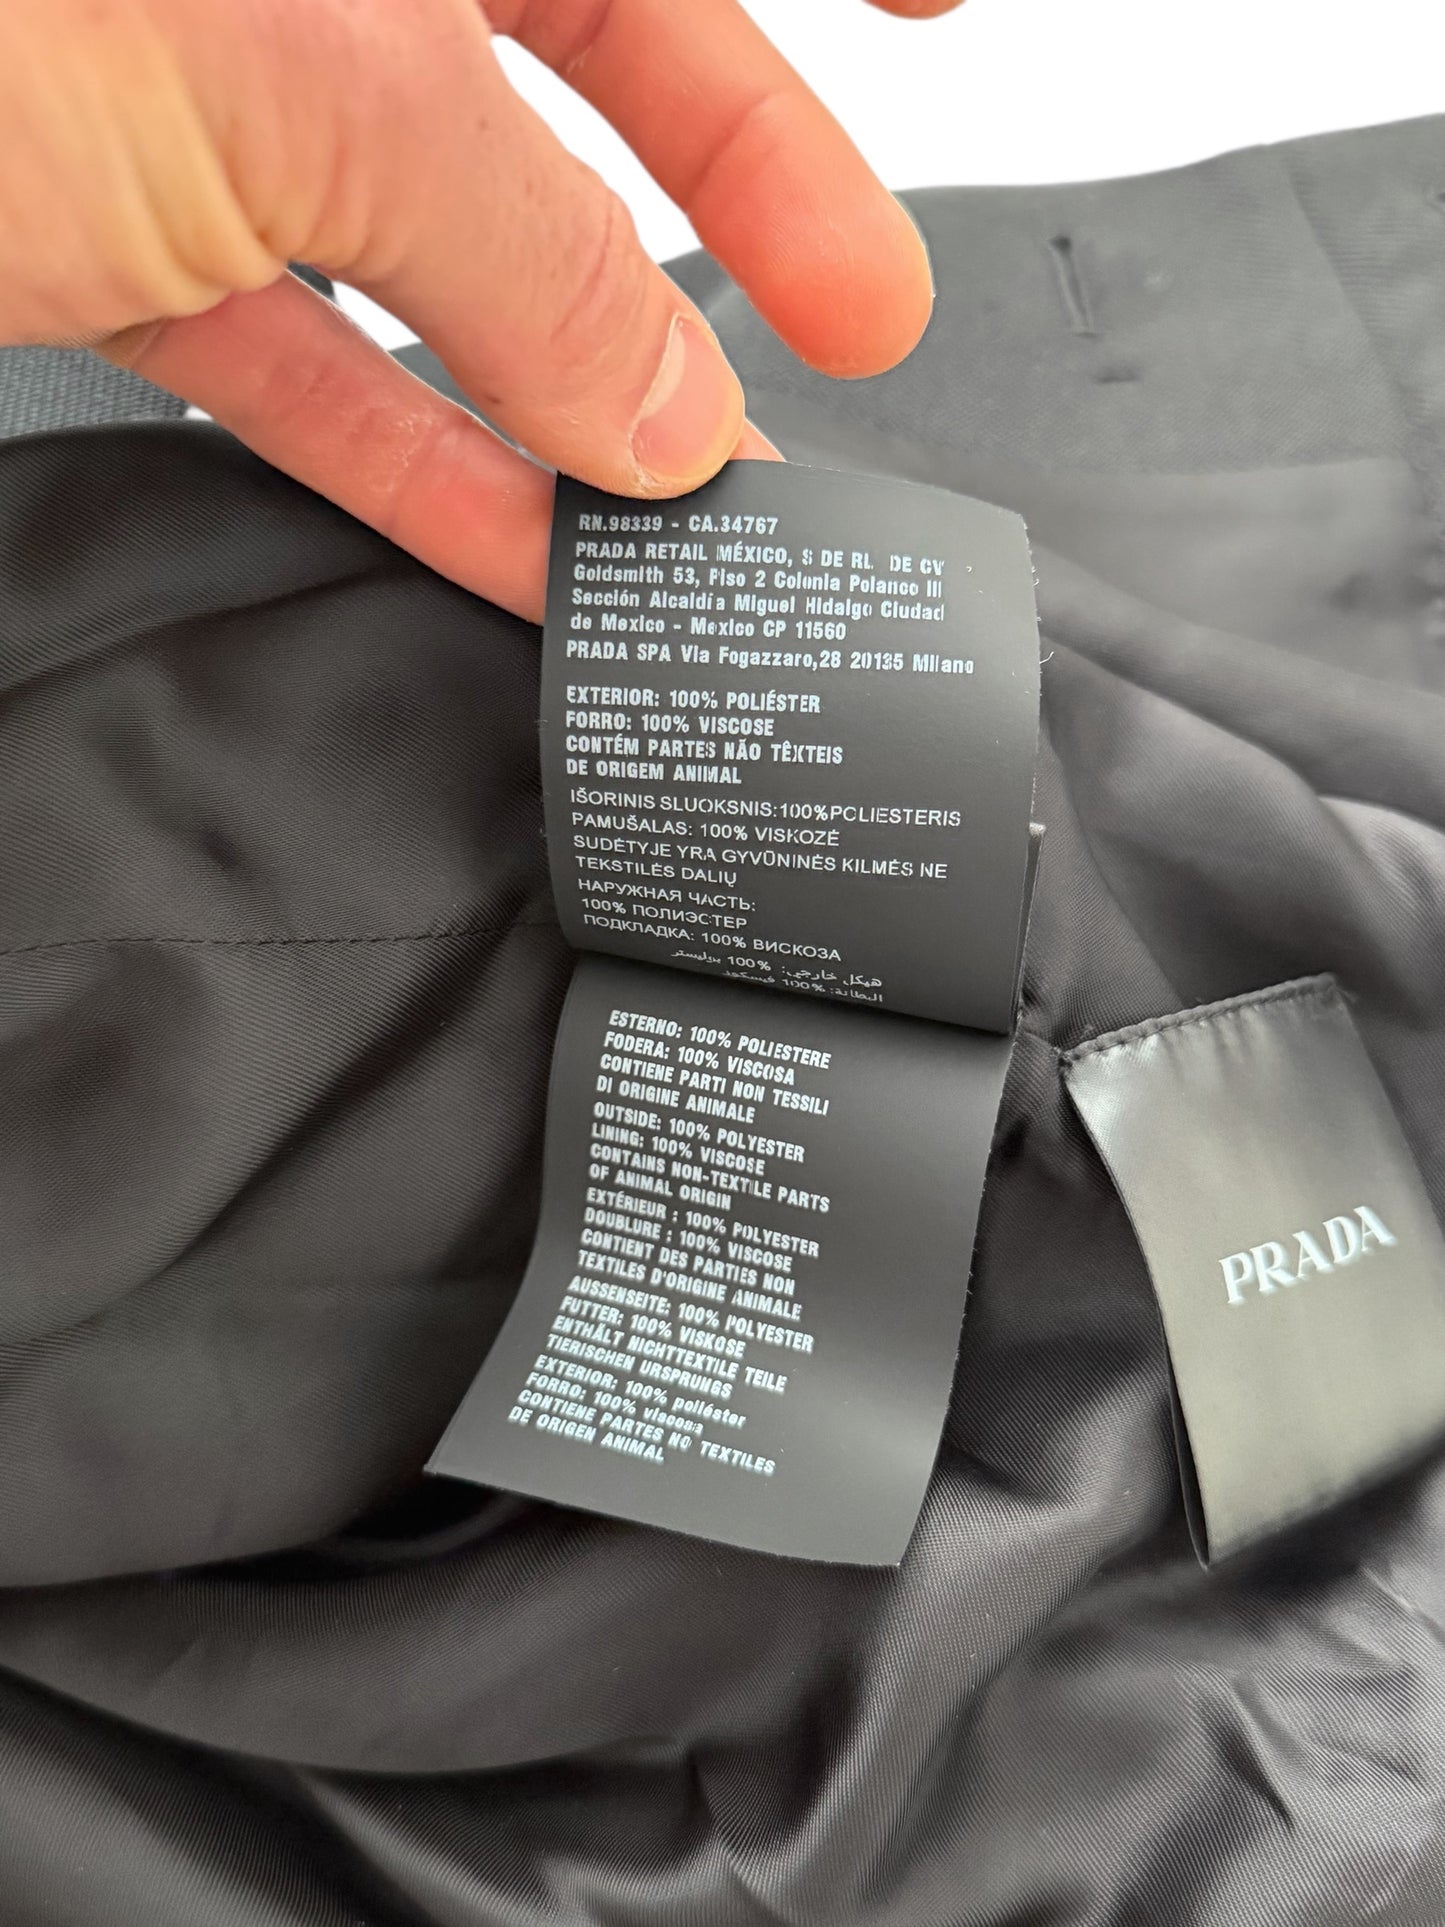 RN.98339 - CA.34767
PRADA RETAIL MÉXICO, S DE RL DE CV
Goldsmith 53, Piso 2 Colonia Polanco III
Sección Alcaldía Miguel Hidalgo Ciudad
de Mexico - Mexico CP 11560
PRADA SPA Via Fogazzaro,28 20135 Milano
EXTERIOR: 100% POLIÉSTER
FORRO: 100% VISCOSE
CONTÉM PARTES NÃO TÊXTEIS
DE ORIGEM ANIMAL
IŠORINIS SLUOKSNIS:100%POLIESTERIS
PAMUŠALAS: 100% VISKOZĖ
SUDĖTYJE YRA GYVŪNINĖS KILMĖS NE
TEKSTILĖS DALIŲ
НАРУЖНАЯ ЧАСТЬ:
100% ПОЛИЭСТЕР
ПОДКЛАДКА: 100% ВИСКОЗА
هيكل خارجي: 100% بوليستر
البطانة: 100% فيسكوز
ESTERNO: 100% POLIESTERE
FODERA: 100% VISCOSA
CONTIENE PARTI NON TESSILI
DI ORIGINE ANIMALE
OUTSIDE: 100% POLYESTER
LINING: 100% VISCOSE
CONTAINS NON-TEXTILE PARTS
OF ANIMAL ORIGIN
EXTÉRIEUR : 100% POLYESTER
DOUBLURE : 100% VISCOSE
CONTIENT DES PARTIES NON
TEXTILES D'ORIGINE ANIMALE
AUSSENSEITE: 100% POLYESTER
FUTTER: 100% VISKOSE
ENTHÄLT NICHTTEXTILE TEILE
TIERISCHEN URSPRUNGS
EXTERIOR: 100% poliéster
FORRO: 100% viscosa
CONTIENE PARTES NO TEXTILES
DE ORIGEN ANIMAL
PRADA